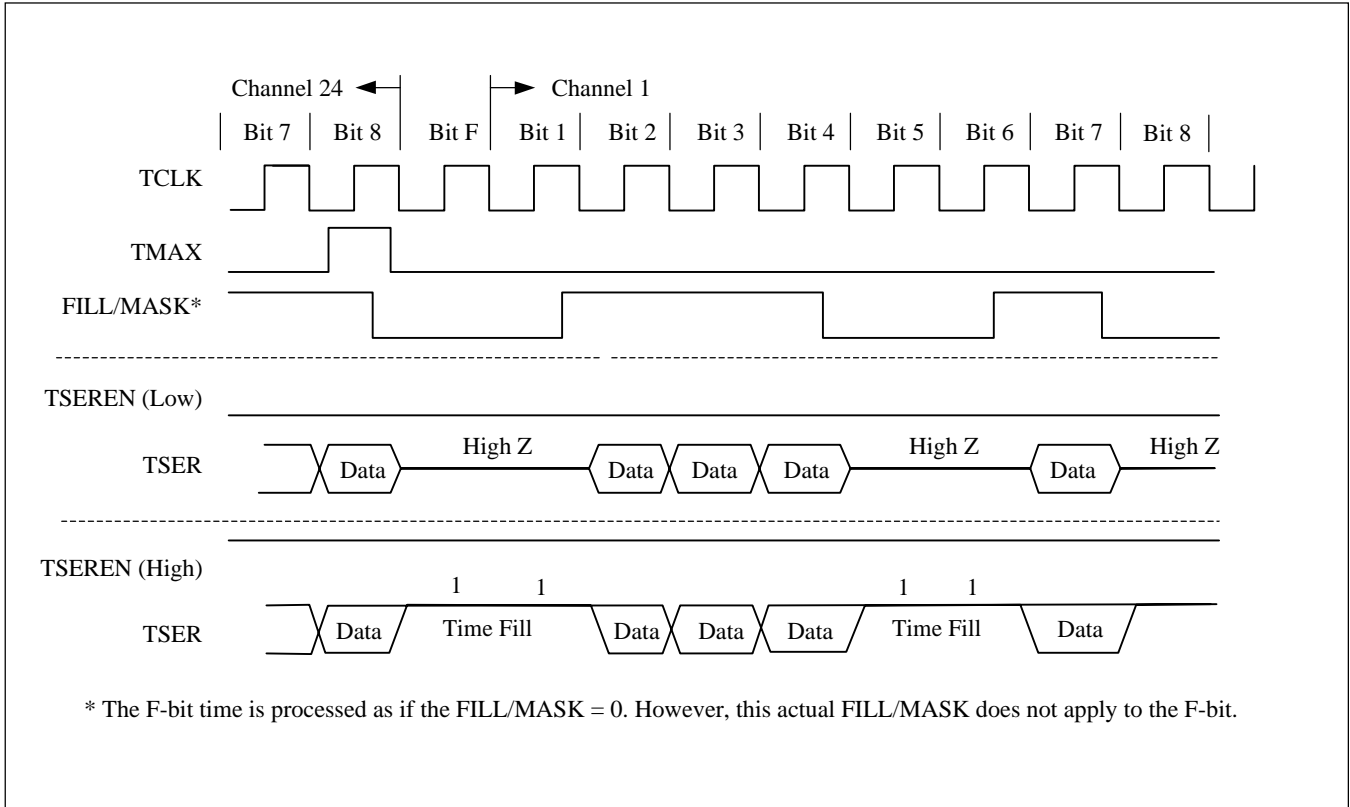 Channel 24 Channel 1
Bit 7 Bit 8 Bit F Bit 1 Bit 2 Bit 3 Bit 4 Bit 5 Bit 6 Bit 7 Bit 8
TCLK
TMAX
FILL/MASK*
TSEREN (Low)
High Z High Z High Z
TSER Data Data Data Data Data
TSEREN (High)
1 1 1 1
TSER Data Time Fill Data Data Data Time Fill Data
* The F-bit time is processed as if the FILL/MASK = 0. However, this actual FILL/MASK does not apply to the F-bit.